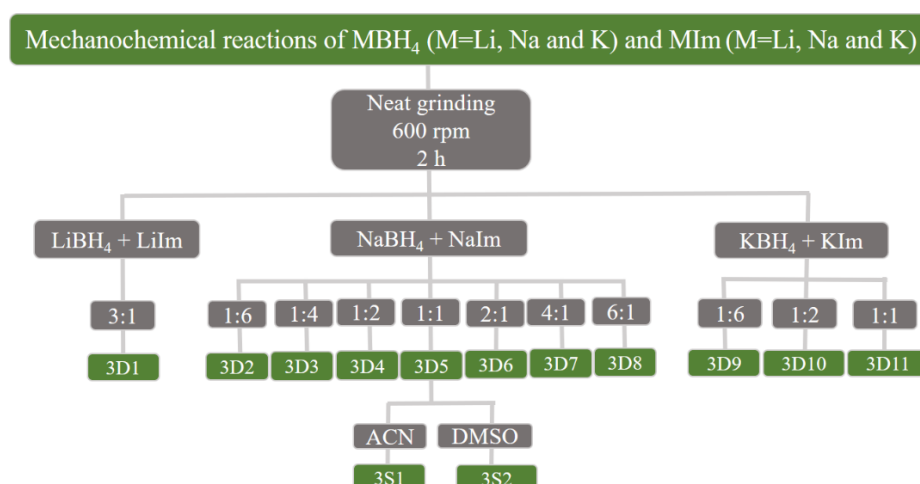 Mechanochemical reactions of MBH₄ (M=Li, Na and K) and MIm (M=Li, Na and K)
Neat grinding
600 rpm
2 h
LiBH₄ + LiIm
NaBH₄ + NaIm
KBH₄ + KIm
3:1
1:6
1:4
1:2
1:1
2:1
4:1
6:1
1:6
1:2
1:1
3D1
3D2
3D3
3D4
3D5
3D6
3D7
3D8
3D9
3D10
3D11
ACN
DMSO
3S1
3S2